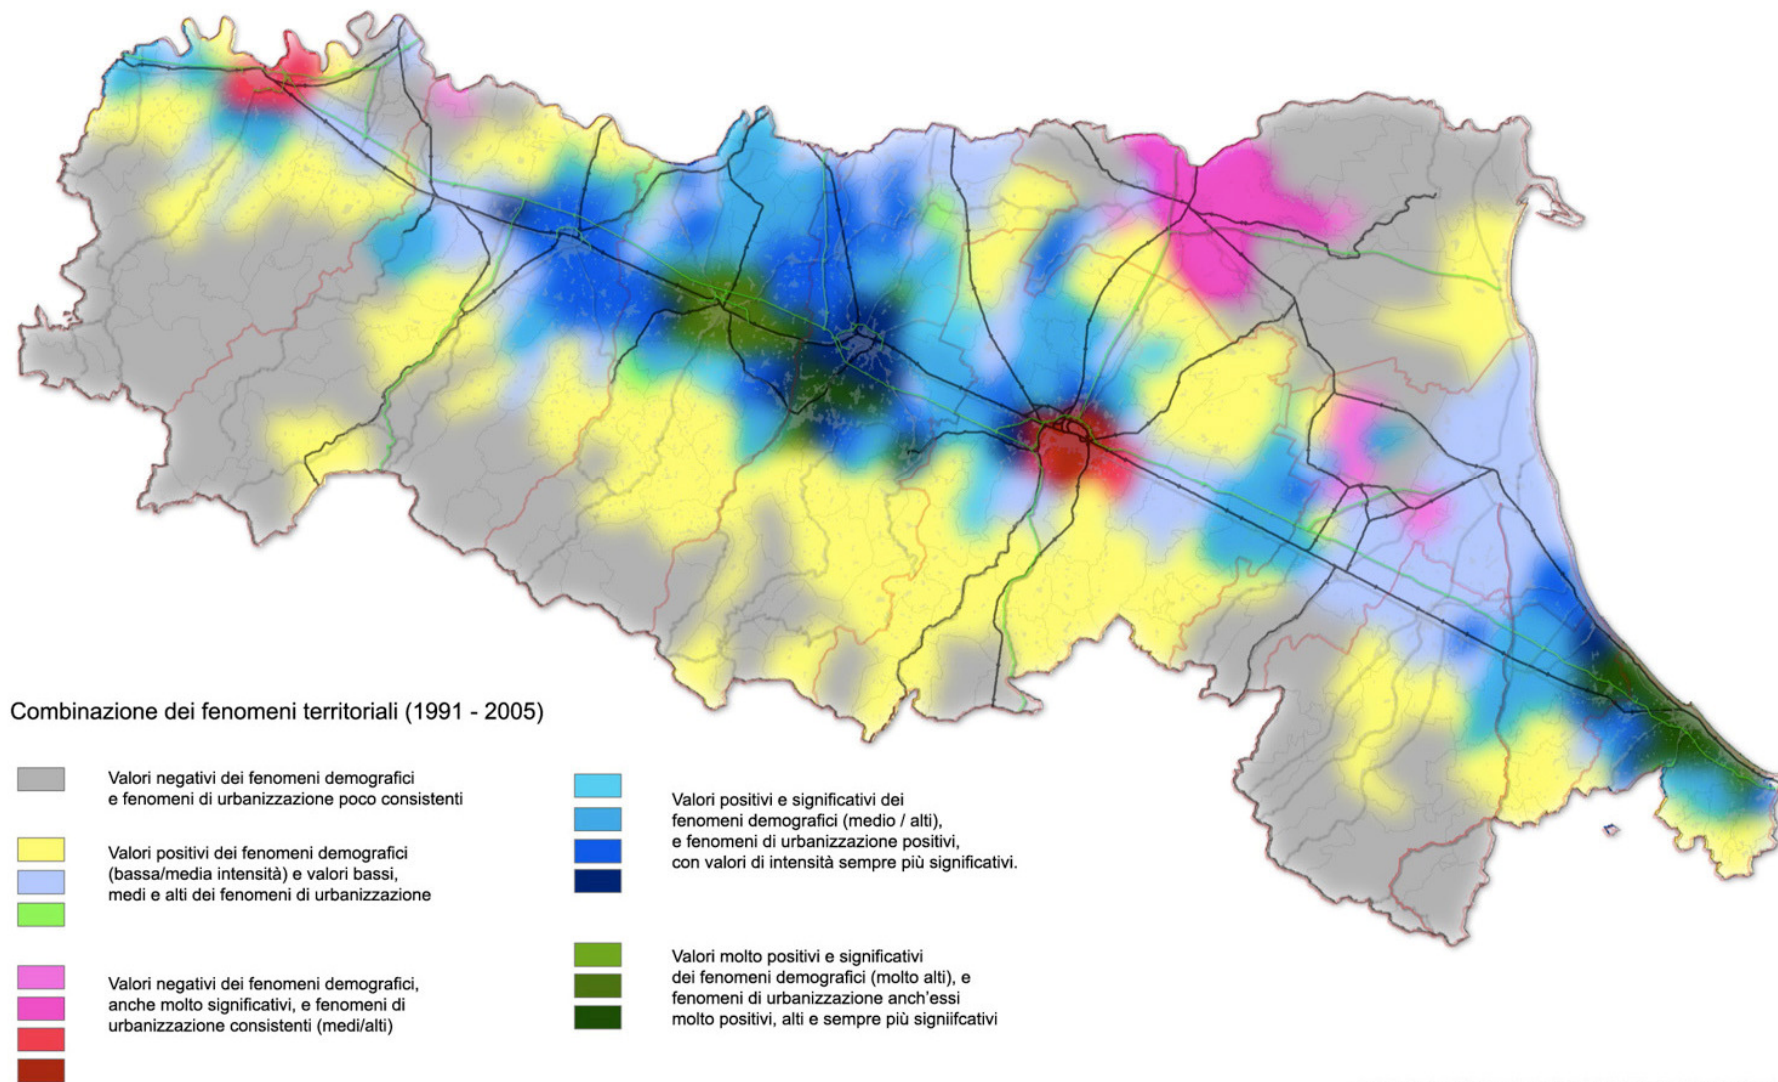 Combinazione dei fenomeni territoriali (1991 - 2005)
Valori negativi dei fenomeni demografici
e fenomeni di urbanizzazione poco consistenti
Valori positivi dei fenomeni demografici
(bassa/media intensità) e valori bassi,
medi e alti dei fenomeni di urbanizzazione
Valori negativi dei fenomeni demografici,
anche molto significativi, e fenomeni di
urbanizzazione consistenti (medi/alti)
Valori positivi e significativi dei
fenomeni demografici (medio / alti),
e fenomeni di urbanizzazione positivi,
con valori di intensità sempre più significativi.
Valori molto positivi e significativi
dei fenomeni demografici (molto alti), e
fenomeni di urbanizzazione anch'essi
molto positivi, alti e sempre più signiifcativi